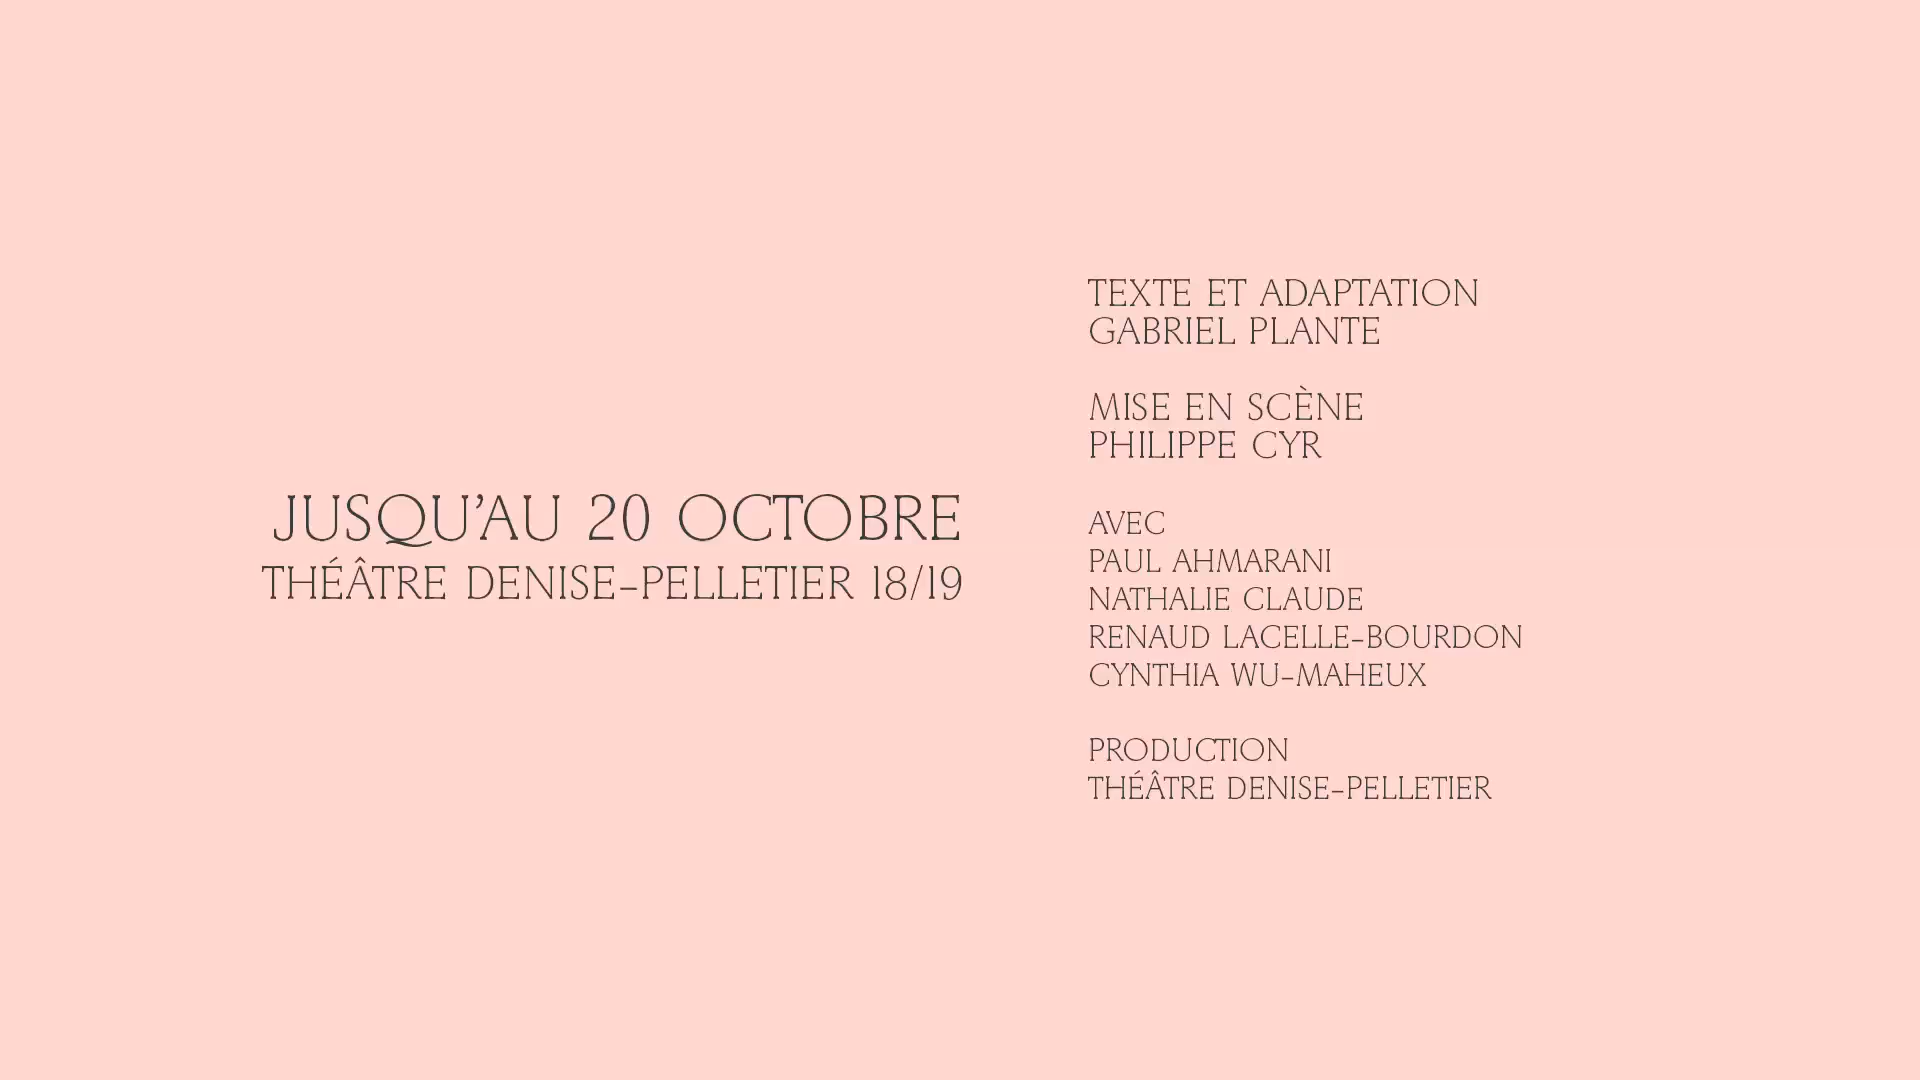 JUSQU'AU 20 OCTOBRE
THÉÂTRE DENISE-PELLETIER 18/19
TEXTE ET ADAPTATION
GABRIEL PLANTE
MISE EN SCÈNE
PHILIPPE CYR
AVEC
PAUL AHMARANI
NATHALIE CLAUDE
RENAUD LACELLE-BOURDON
CYNTHIA WU-MAHEUX
PRODUCTION
THÉÂTRE DENISE-PELLETIER